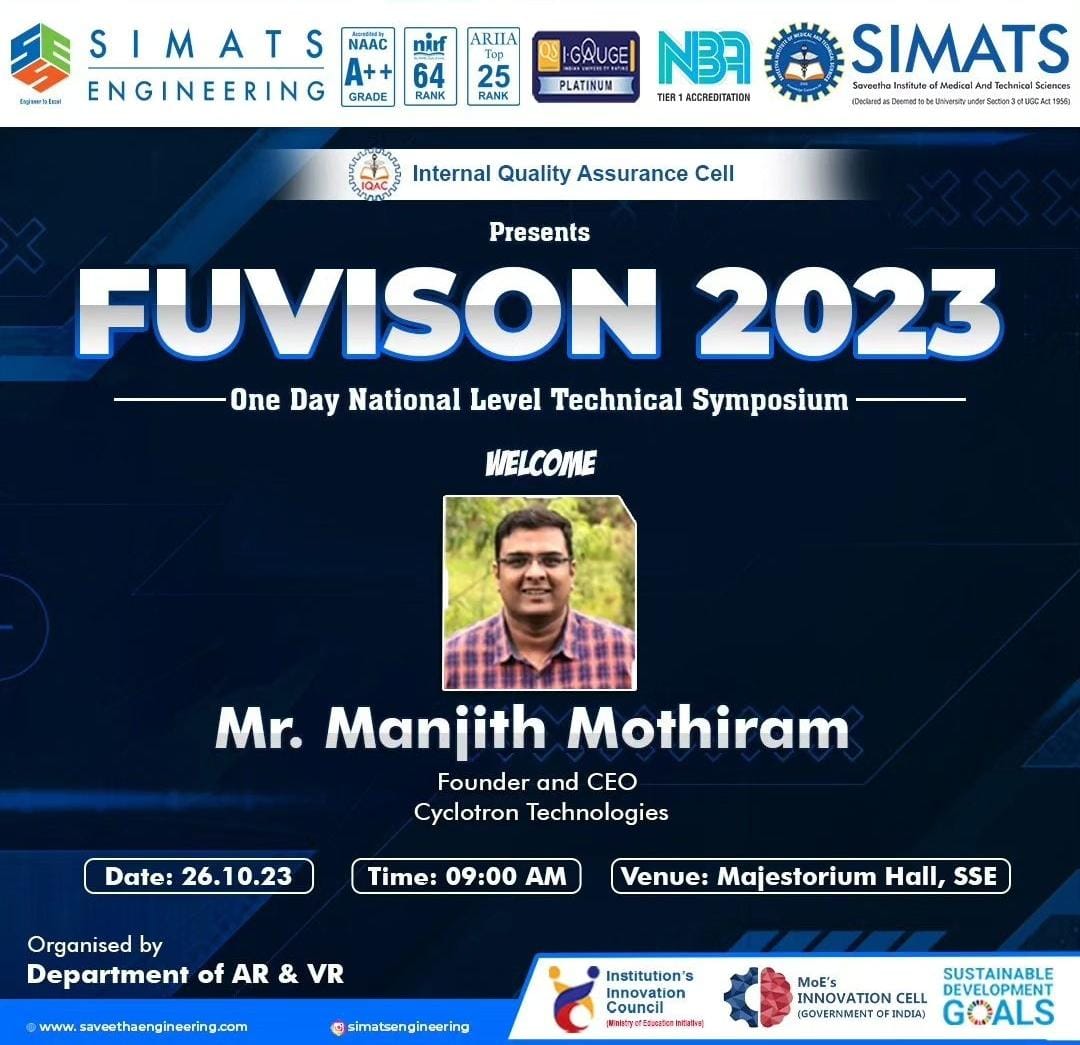 SIMATS
ENGINEERING
Engineer to Excel
Accredited by
NAAC
A++
GRADE
nirf
64
RANK
ARIIA
Top
25
RANK
QS I·GAUGE
INDIAN UNIVERSITY RATING
PLATINUM
NBA
TIER 1 ACCREDITATION
SIMATS
Saveetha Institute of Medical And Technical Sciences
(Declared as Deemed to be University under Section 3 of UGC Act 1956)
IQAC
Internal Quality Assurance Cell
Presents
FUVISON 2023
One Day National Level Technical Symposium
WELCOME
Mr. Manjith Mothiram
Founder and CEO
Cyclotron Technologies
Date: 26.10.23
Time: 09:00 AM
Venue: Majestorium Hall, SSE
Organised by
Department of AR & VR
www. saveethaengineering.com
simatsengineering
Institution's
Innovation
Council
(Ministry of Education Initiative)
MoE's
INNOVATION CELL
(GOVERNMENT OF INDIA)
SUSTAINABLE
DEVELOPMENT
GOALS